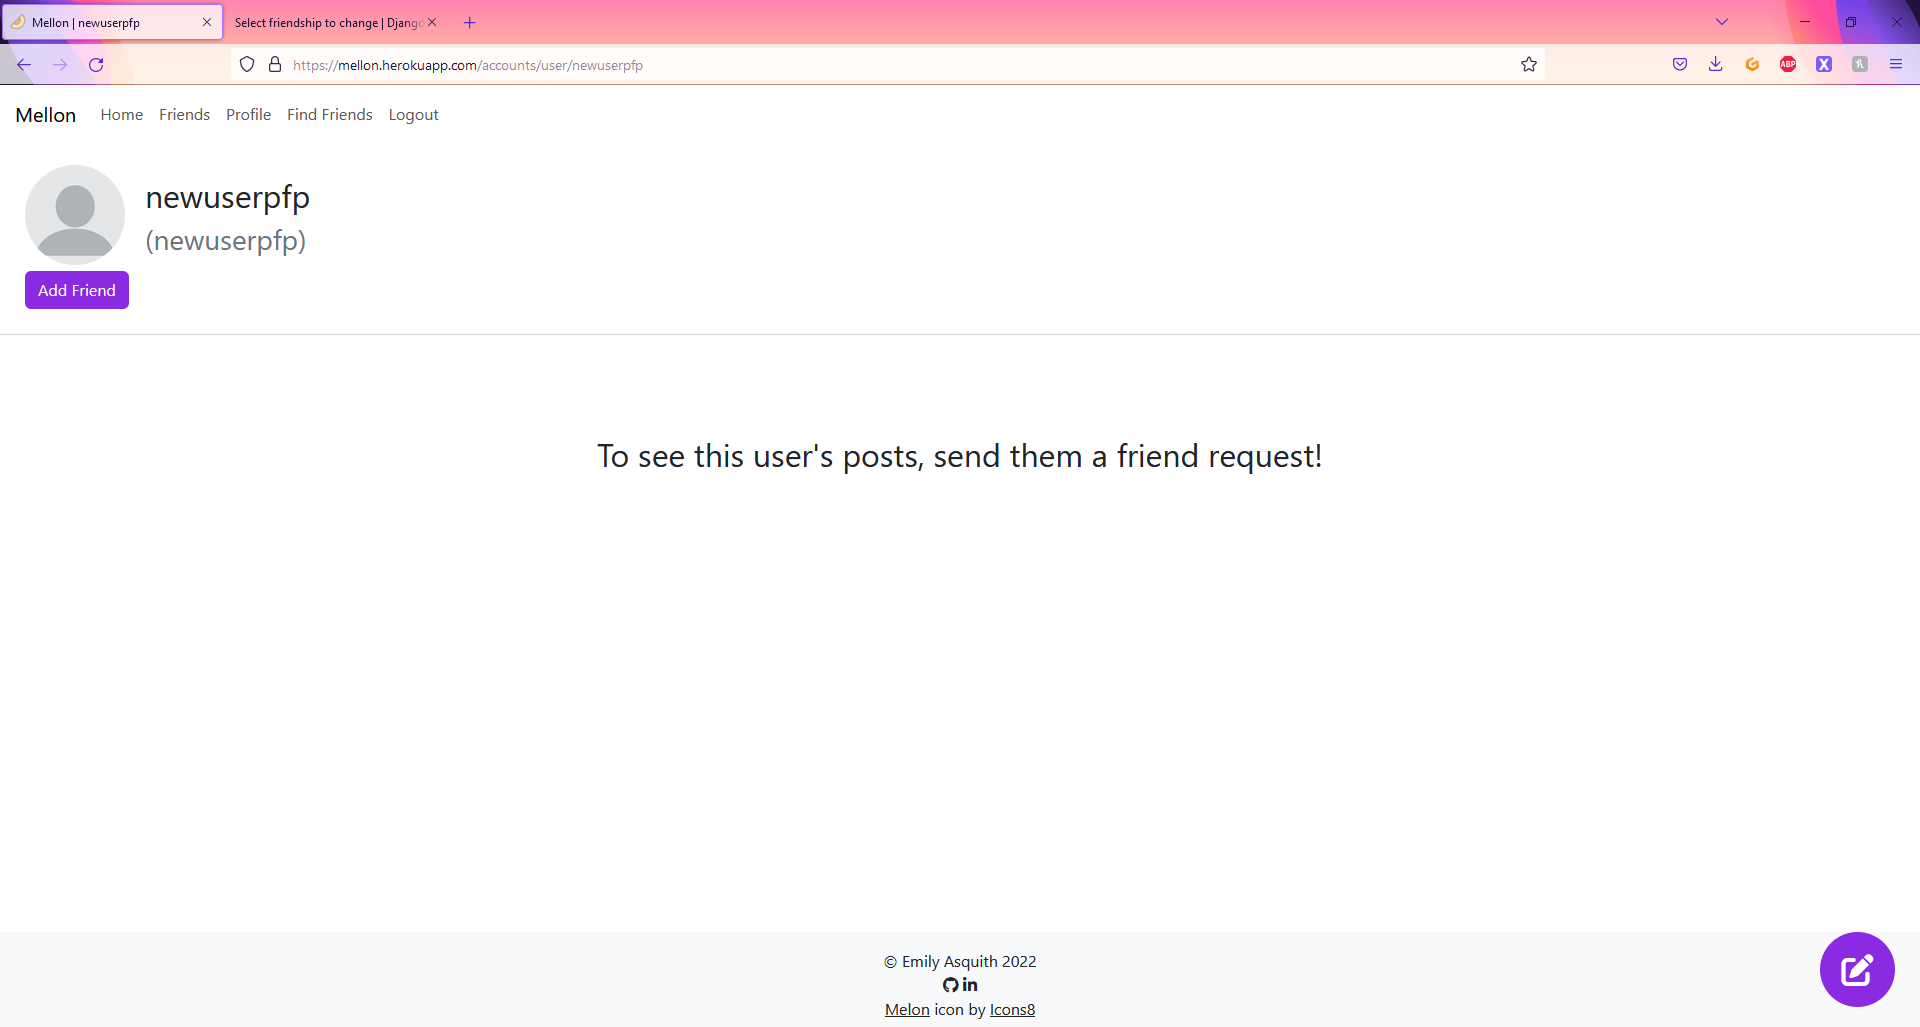 Mellon | newuserpfp
Select friendship to change | Django
https://mellon.herokuapp.com/accounts/user/newuserpfp
ABP
Mellon Home Friends Profile Find Friends Logout
newuserpfp
(newuserpfp)
Add Friend
To see this user's posts, send them a friend request!
© Emily Asquith 2022
Melon icon by Icons8